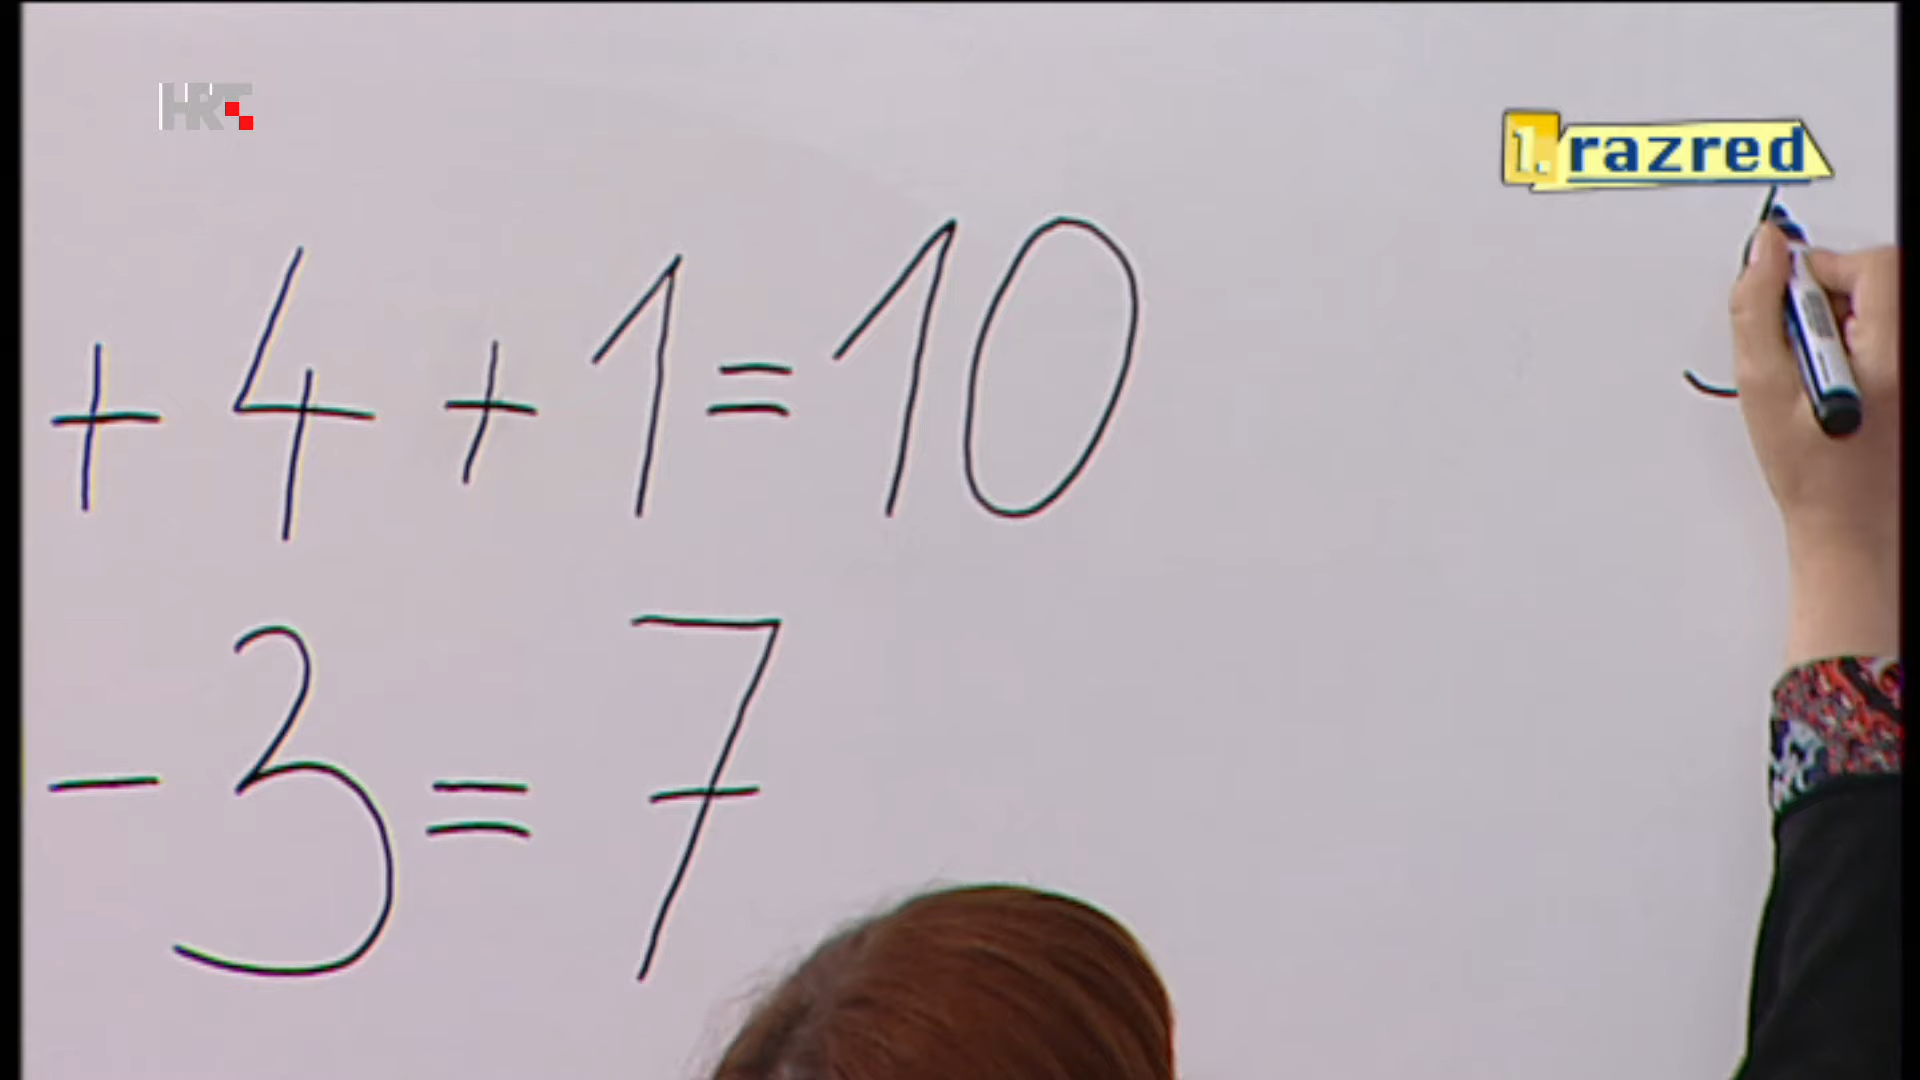 HRT
1. razred
+ 4 + 1 = 10
- 3 = 7